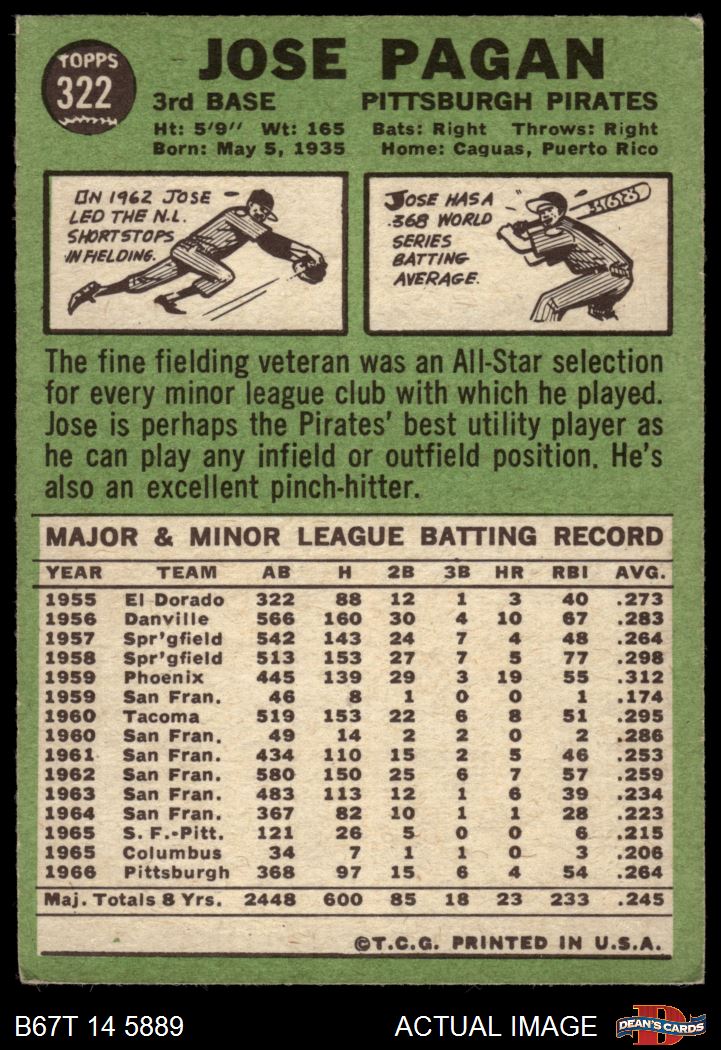 TOPPS
322
JOSE PAGAN
3rd BASE PITTSBURGH PIRATES
Ht: 5'9" Wt: 165 Bats: Right Throws: Right
Born: May 5, 1935 Home: Caguas, Puerto Rico
IN 1962 JOSE
LED THE N.L.
SHORTSTOPS
IN FIELDING.
JOSE HAS A
.368 WORLD
SERIES
BATTING
AVERAGE.
.368
The fine fielding veteran was an All-Star selection
for every minor league club with which he played.
Jose is perhaps the Pirates' best utility player as
he can play any infield or outfield position. He's
also an excellent pinch-hitter.
MAJOR & MINOR LEAGUE BATTING RECORD
YEAR TEAM AB H 2B 3B HR RBI AVG.
1955 El Dorado 322 88 12 1 3 40 .273
1956 Danville 566 160 30 4 10 67 .283
1957 Spr'gfield 542 143 24 7 4 48 .264
1958 Spr'gfield 513 153 27 7 5 77 .298
1959 Phoenix 445 139 29 3 19 55 .312
1959 San Fran. 46 8 1 0 0 1 .174
1960 Tacoma 519 153 22 6 8 51 .295
1960 San Fran. 49 14 2 2 0 2 .286
1961 San Fran. 434 110 15 2 5 46 .253
1962 San Fran. 580 150 25 6 7 57 .259
1963 San Fran. 483 113 12 1 6 39 .234
1964 San Fran. 367 82 10 1 1 28 .223
1965 S. F.-Pitt. 121 26 5 0 0 6 .215
1965 Columbus 34 7 1 1 0 3 .206
1966 Pittsburgh 368 97 15 6 4 54 .264
Maj. Totals 8 Yrs. 2448 600 85 18 23 233 .245
©T.C.G. PRINTED IN U.S.A.
B67T 14 5889 ACTUAL IMAGE D DEAN'S CARDS